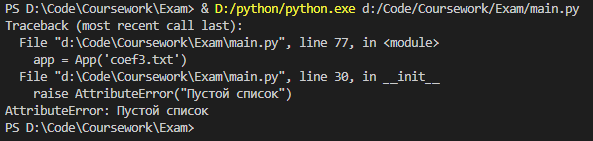 PS D:\Code\Coursework\Exam> & D:/python/python.exe d:/Code/Coursework/Exam/main.py
Traceback (most recent call last):
  File "d:\Code\Coursework\Exam\main.py", line 77, in <module>
    app = App('coef3.txt')
  File "d:\Code\Coursework\Exam\main.py", line 30, in __init__
    raise AttributeError("Пустой список")
AttributeError: Пустой список
PS D:\Code\Coursework\Exam>